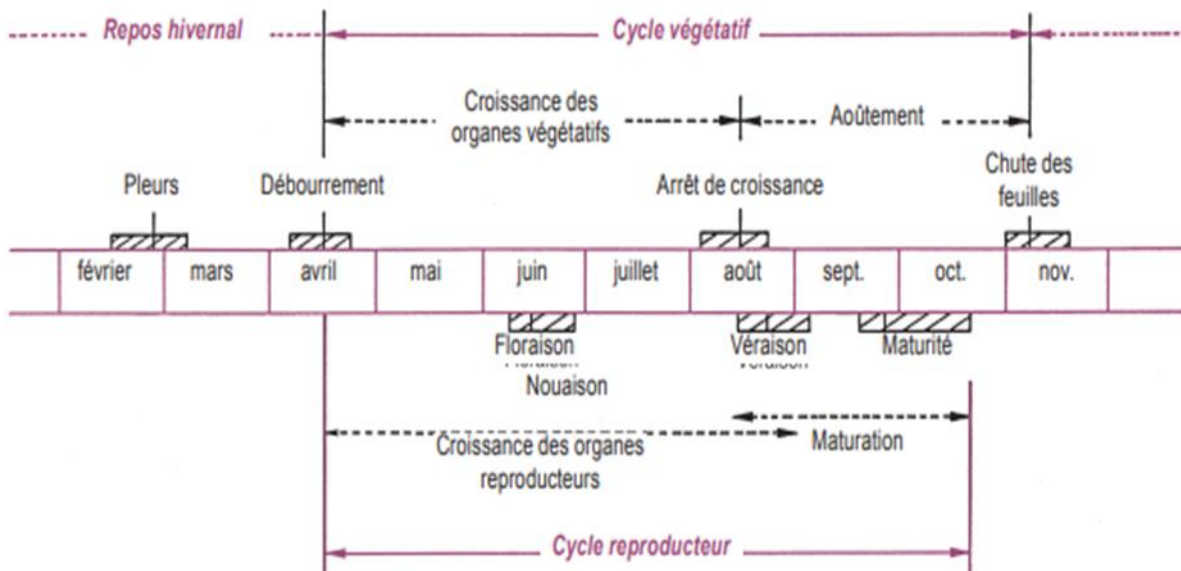 Repos hivernal
Cycle végétatif
Croissance des
organes végétatifs
Aoûtement
Pleurs
Débourrement
Arrêt de croissance
Chute des
feuilles
février mars avril mai juin juillet août sept. oct. nov.
Floraison
Véraison
Maturité
Nouaison
Croissance des organes
reproducteurs
Maturation
Cycle reproducteur